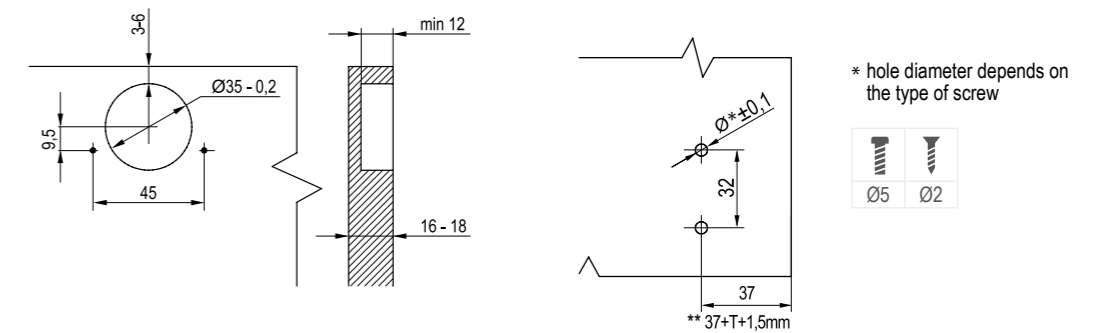 3-6
min 12
Ø35 - 0,2
9,5
45
16 - 18
Ø*±0,1
32
37
** 37+T+1,5mm
* hole diameter depends on
the type of screw
Ø5 Ø2